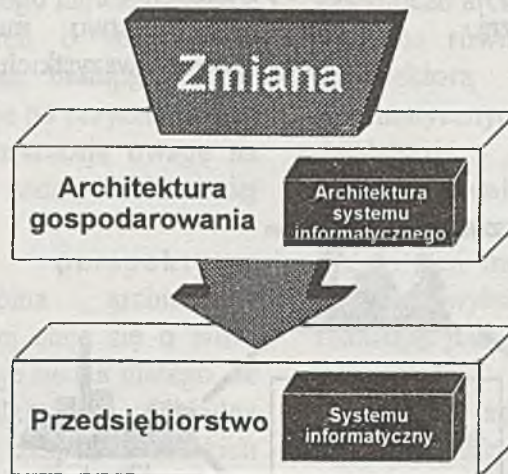 Zmiana
Architektura
gospodarowania
Architektura
systemu
informatycznego
Przedsiębiorstwo
Systemu
informatyczny